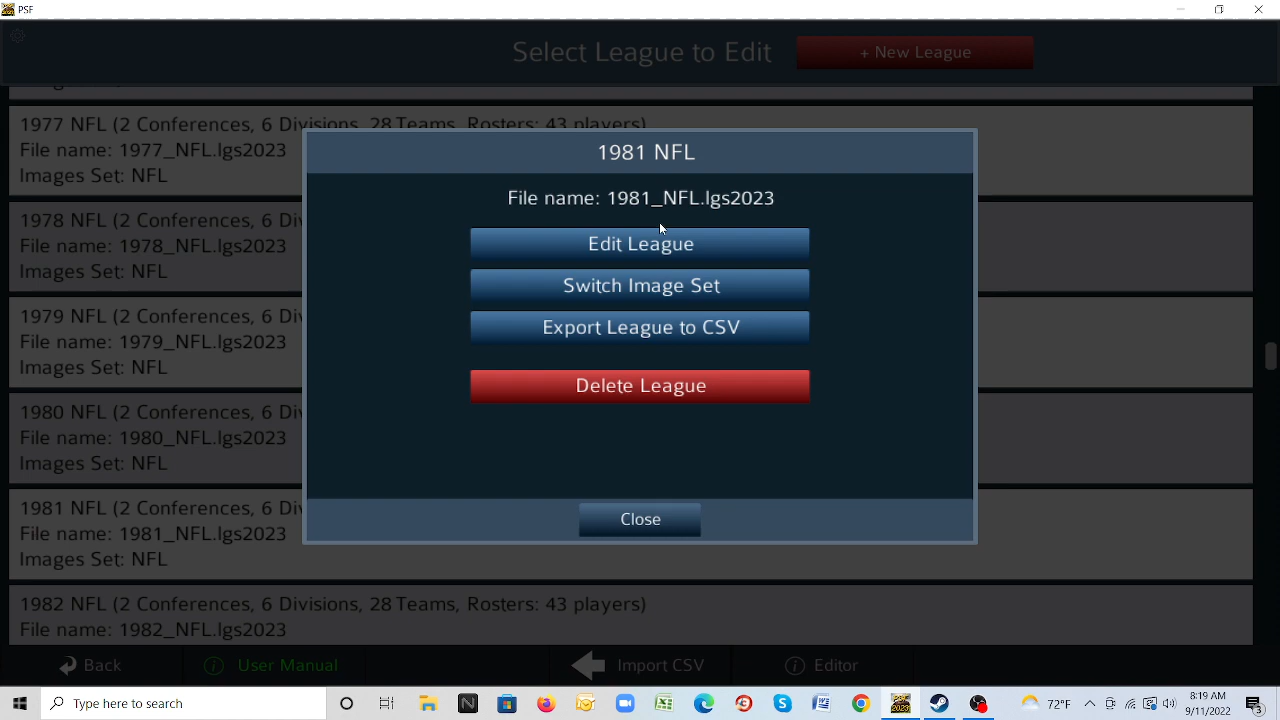 PSF
Select League to Edit
+ New League
1977 NFL (2 Conferences, 6 Divisions, 28 Teams, Rosters: 43 players)
File name: 1977_NFL.lgs2023
Images Set: NFL
1978 NFL (2 Conferences, 6 Di
File name: 1978_NFL.lgs2023
Images Set: NFL
1979 NFL (2 Conferences, 6 Di
File name: 1979_NFL.lgs2023
Images Set: NFL
1980 NFL (2 Conferences, 6 Di
File name: 1980_NFL.lgs2023
Images Set: NFL
1981 NFL (2 Conferences, 6 Di
File name: 1981_NFL.lgs2023
Images Set: NFL
1982 NFL (2 Conferences, 6 Divisions, 28 Teams, Rosters: 43 players)
File name: 1982_NFL.lgs2023
1981 NFL
File name: 1981_NFL.lgs2023
Edit League
Switch Image Set
Export League to CSV
Delete League
Close
Back
User Manual
Import CSV
Editor
Type here to search
72°F
8:19 AM
9/11/2022